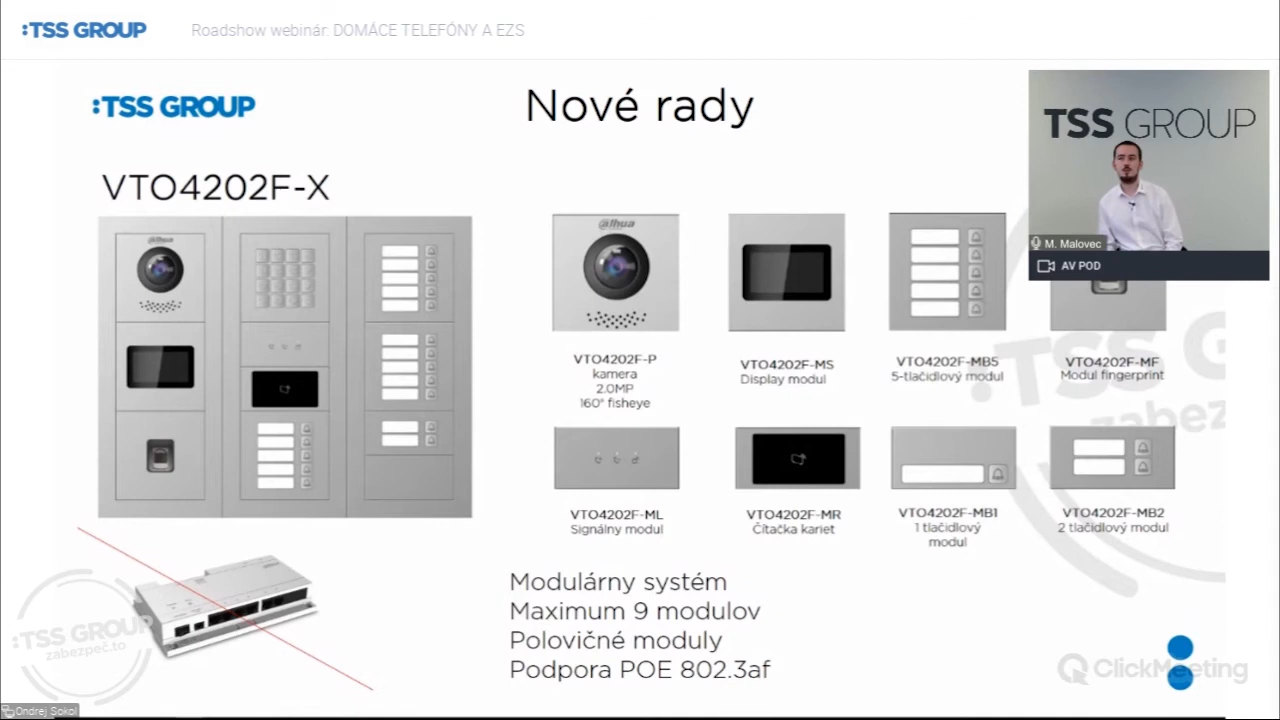 :TSS GROUP
Roadshow webinár: DOMÁCE TELEFÓNY A EZS
:TSS GROUP
Nové rady
TSS GROUP
M. Malovec
AV POD
VTO4202F-X
alhua
alhua
VTO4202F-P
kamera
2.0MP
160° fisheye
VTO4202F-MS
Display modul
VTO4202F-MB5
5-tlačidlový modul
VTO4202F-MF
Modul fingerprint
VTO4202F-ML
Signálny modul
VTO4202F-MR
Čítačka kariet
VTO4202F-MB1
1 tlačidlový
modul
VTO4202F-MB2
2 tlačidlový modul
Modulárny systém
Maximum 9 modulov
Polovičné moduly
Podpora POE 802.3af
:TSS GROUP
zabezpeč.to
:TSS G
zabez
ClickMeeting
Ondrej Sokol